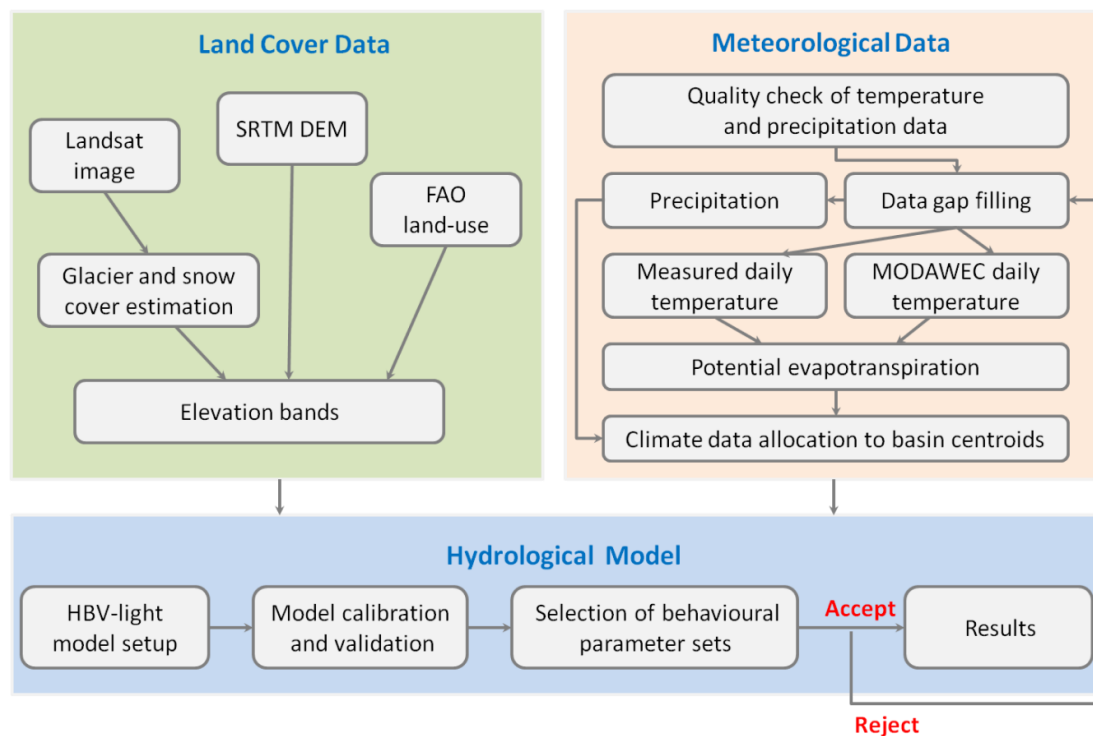 Land Cover Data
Landsat
image
SRTM DEM
FAO
land-use
Glacier and snow
cover estimation
Elevation bands
Meteorological Data
Quality check of temperature
and precipitation data
Precipitation
Data gap filling
Measured daily
temperature
MODAWEC daily
temperature
Potential evapotranspiration
Climate data allocation to basin centroids
Hydrological Model
HBV-light
model setup
Model calibration
and validation
Selection of behavioural
parameter sets
Accept
Results
Reject